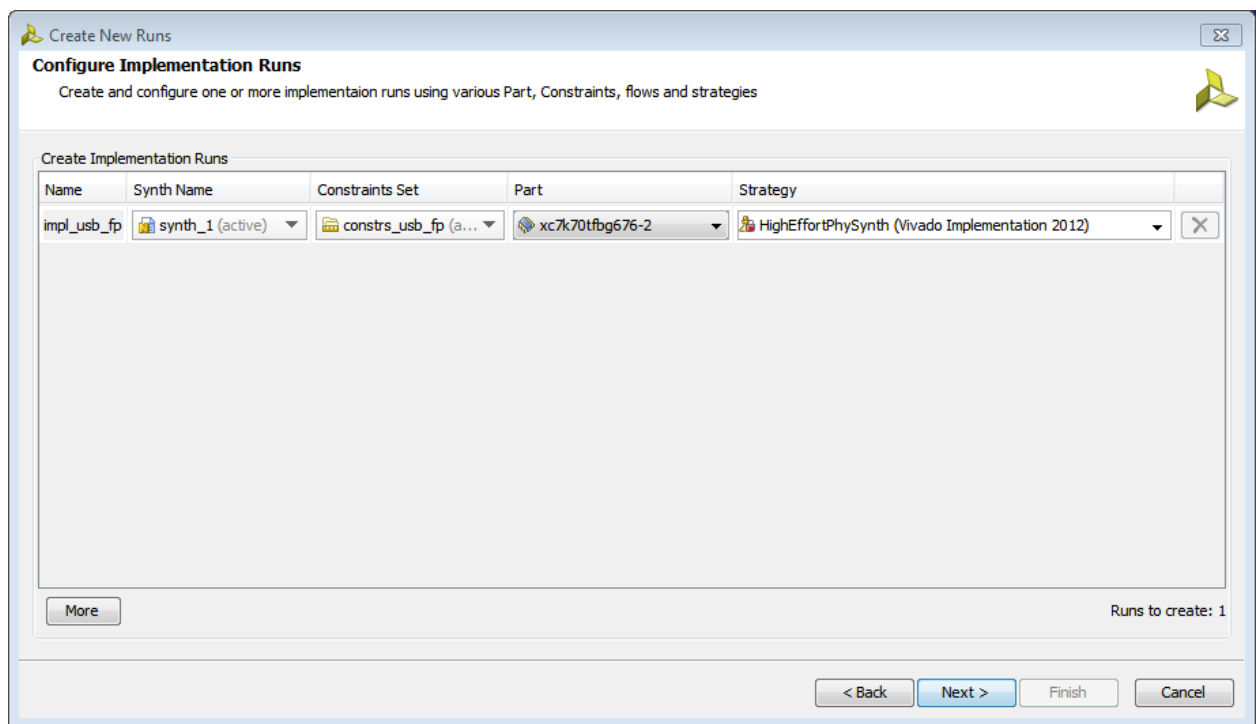 Create New Runs
Configure Implementation Runs
Create and configure one or more implementaion runs using various Part, Constraints, flows and strategies
Create Implementation Runs
Name Synth Name Constraints Set Part Strategy
impl_usb_fp synth_1 (active) constrs_usb_fp (a... xc7k70tfbg676-2 HighEffortPhySynth (Vivado Implementation 2012)
More Runs to create: 1
< Back Next > Finish Cancel